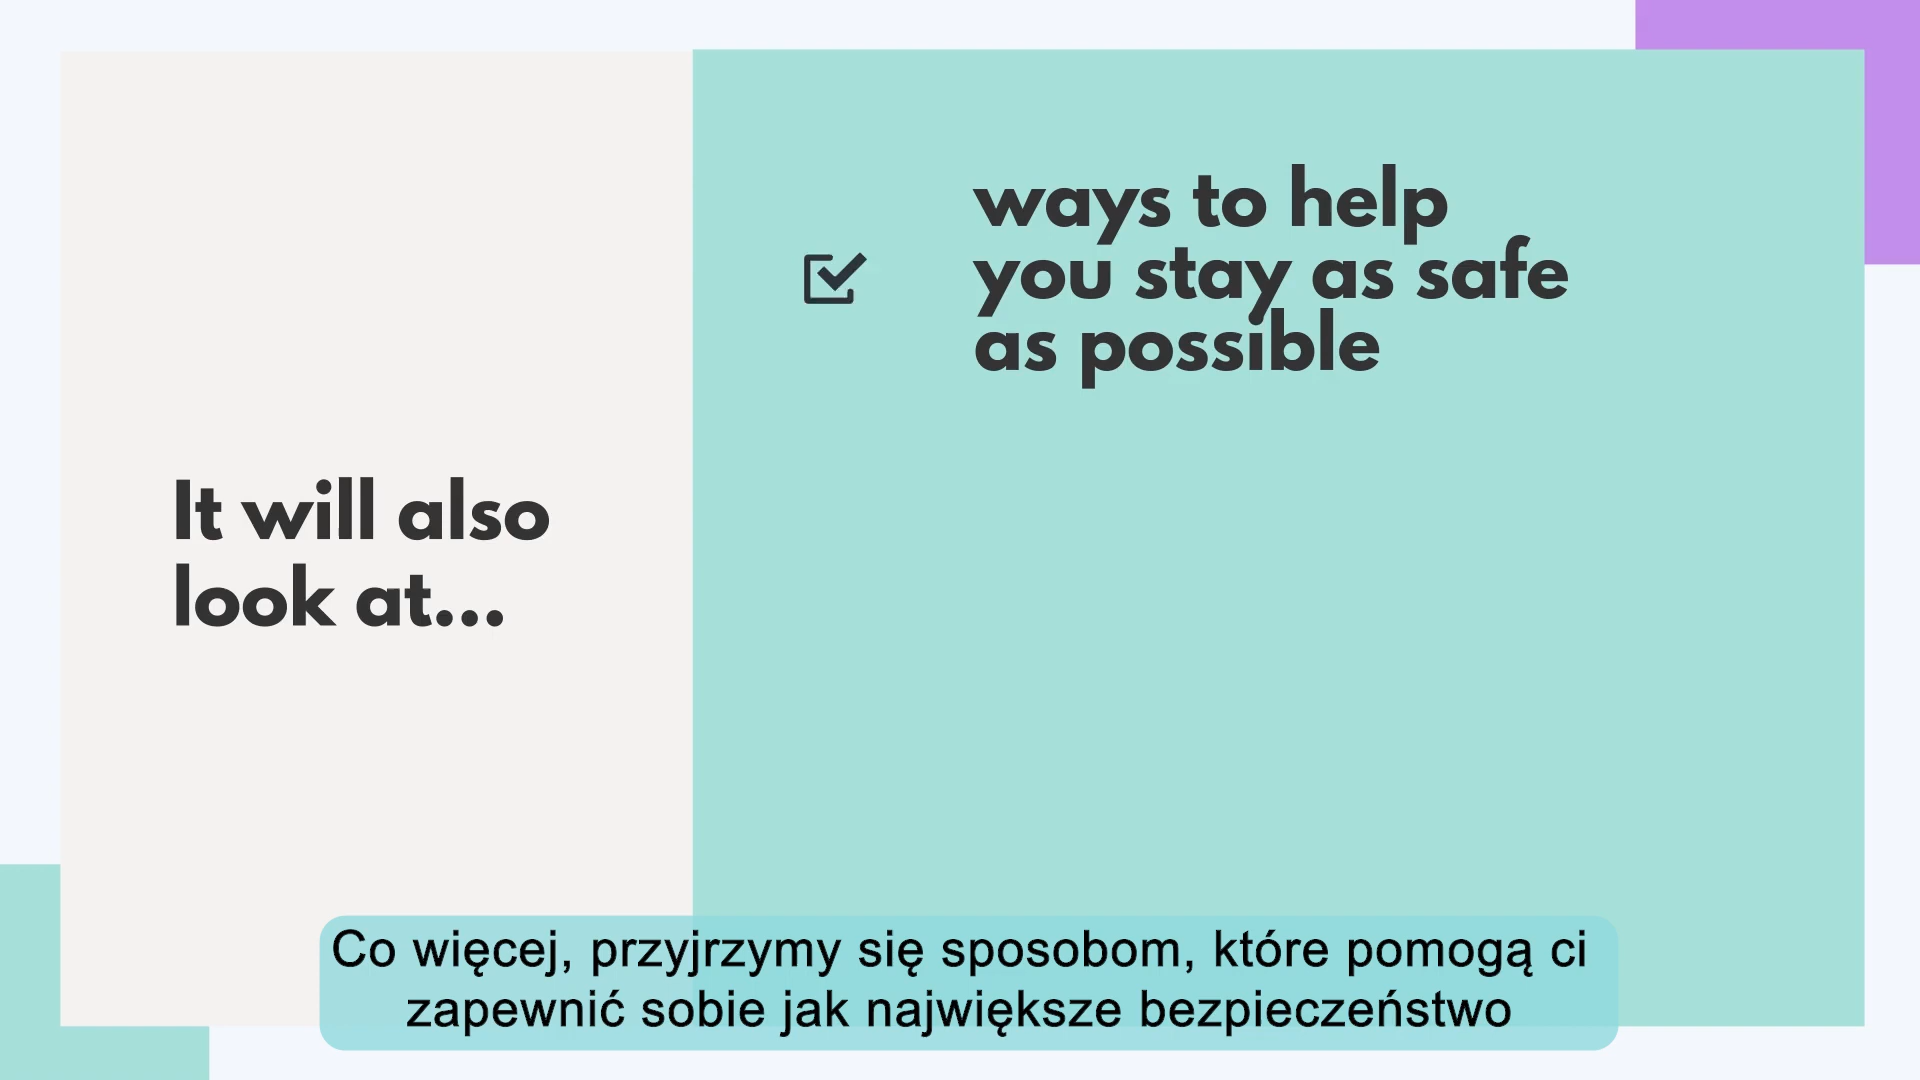 It will also
look at...
ways to help
you stay as safe
as possible
Co więcej, przyjrzymy się sposobom, które pomogą ci
zapewnić sobie jak największe bezpieczeństwo